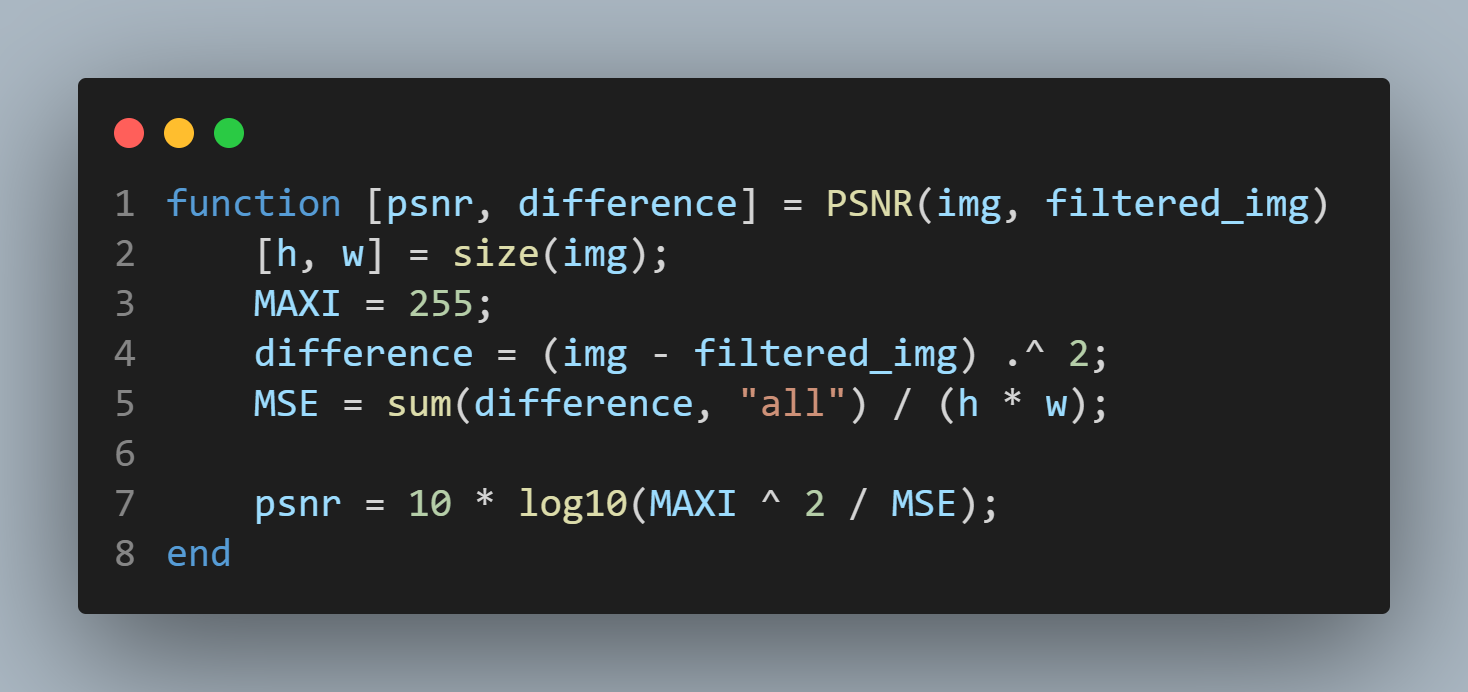 1 function [psnr, difference] = PSNR(img, filtered_img)
2     [h, w] = size(img);
3     MAXI = 255;
4     difference = (img - filtered_img) .^ 2;
5     MSE = sum(difference, "all") / (h * w);
6
7     psnr = 10 * log10(MAXI ^ 2 / MSE);
8 end